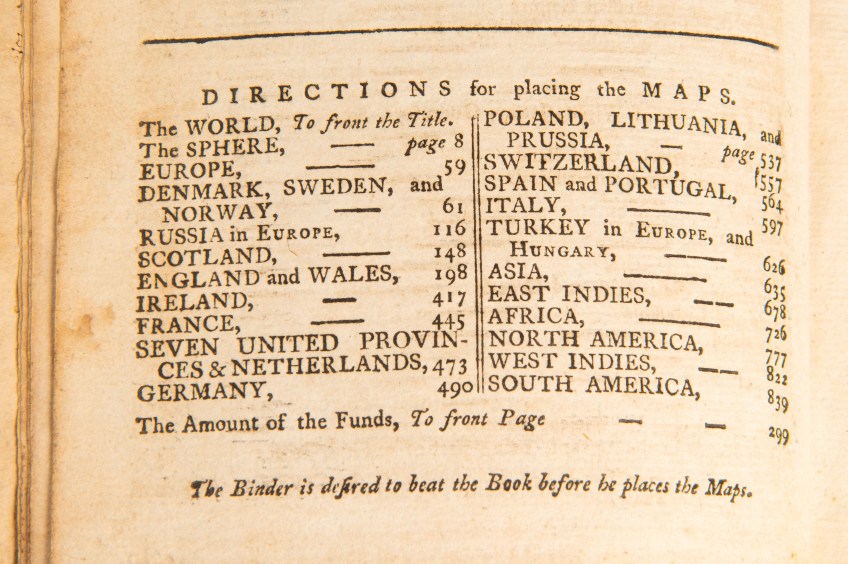 DIRECTIONS for placing the MAPS.
The WORLD, To front the Title.
The SPHERE, — page 8
EUROPE, — 59
DENMARK, SWEDEN, and
NORWAY, — 61
RUSSIA in EUROPE, 116
SCOTLAND, — 148
ENGLAND and WALES, 198
IRELAND, — 417
FRANCE, — 445
SEVEN UNITED PROVIN-
CES & NETHERLANDS, 473
GERMANY, 490
POLAND, LITHUANIA, and
PRUSSIA, — page 537
SWITZERLAND, 557
SPAIN and PORTUGAL, 564
ITALY, — 597
TURKEY in EUROPE, and
HUNGARY, — 626
ASIA, — 635
EAST INDIES, — — 678
AFRICA, — 726
NORTH AMERICA, 777
WEST INDIES, — — 822
SOUTH AMERICA, 839
The Amount of the Funds, To front Page — — 299
The Binder is deſired to beat the Book before he places the Maps.